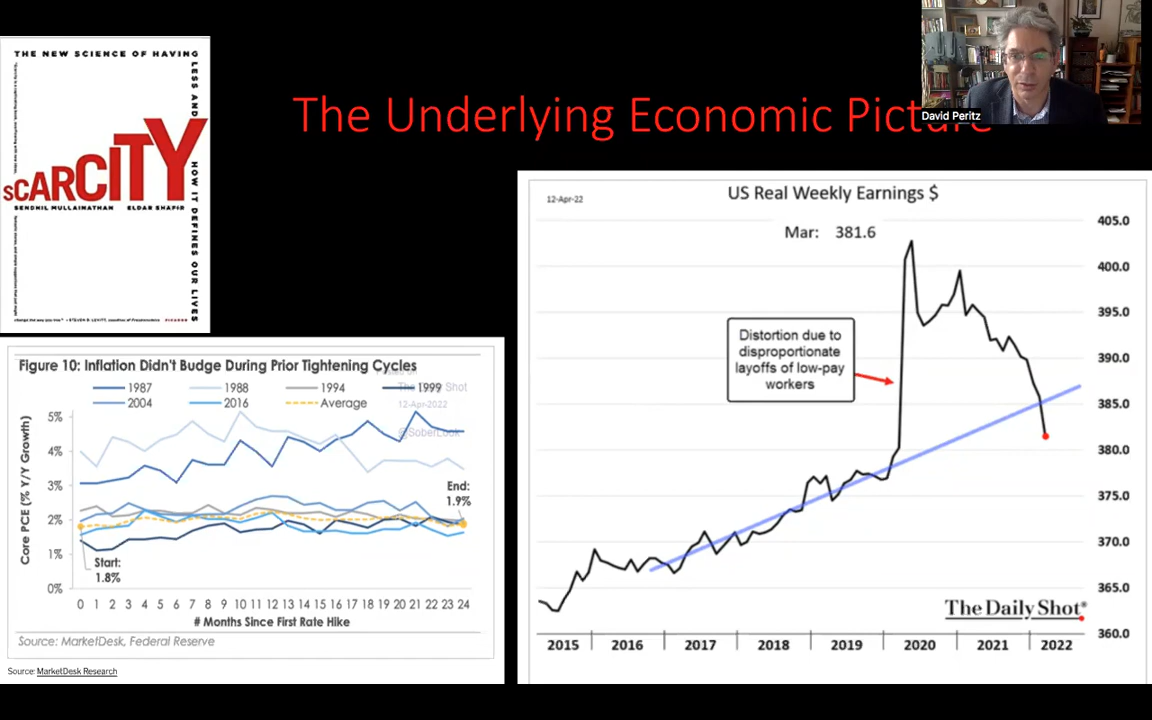 The Underlying Economic Picture
David Peritz
THE NEW SCIENCE OF HAVING
LESS AND
HOW IT DEFINES OUR LIVES
SCARCITY
SENDHIL MULLAINATHAN ELDAR SHAFIR
PICADOR
Figure 10: Inflation Didn't Budge During Prior Tightening Cycles
1987 1988 1994 1999
2004 2016 Average
The Daily Shot
12-Apr-2022
@SoberLook
Core PCE (% Y/Y Growth)
5%
4%
3%
2%
1%
0%
Start:
1.8%
End:
1.9%
0 1 2 3 4 5 6 7 8 9 10 11 12 13 14 15 16 17 18 19 20 21 22 23 24
# Months Since First Rate Hike
Source: MarketDesk, Federal Reserve
Source: MarketDesk Research
US Real Weekly Earnings $
12-Apr-22
Mar: 381.6
Distortion due to
disproportionate
layoffs of low-pay
workers
405.0
400.0
395.0
390.0
385.0
380.0
375.0
370.0
365.0
360.0
The Daily Shot®
2015 2016 2017 2018 2019 2020 2021 2022